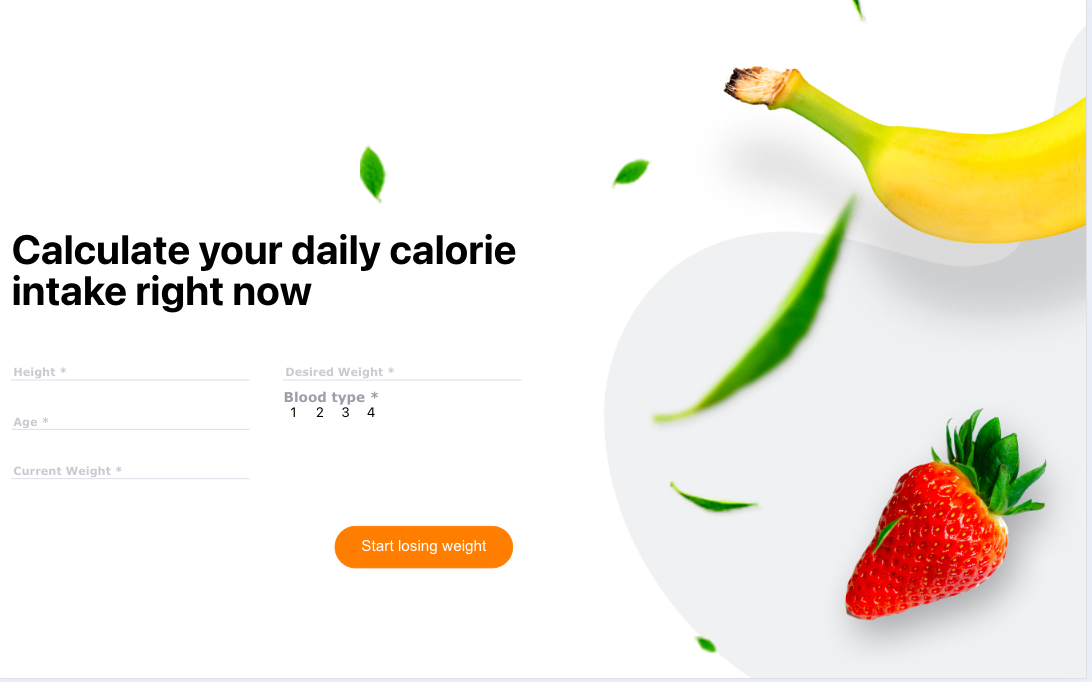 Calculate your daily calorie
intake right now
Height *
Desired Weight *
Blood type *
1 2 3 4
Age *
Current Weight *
Start losing weight